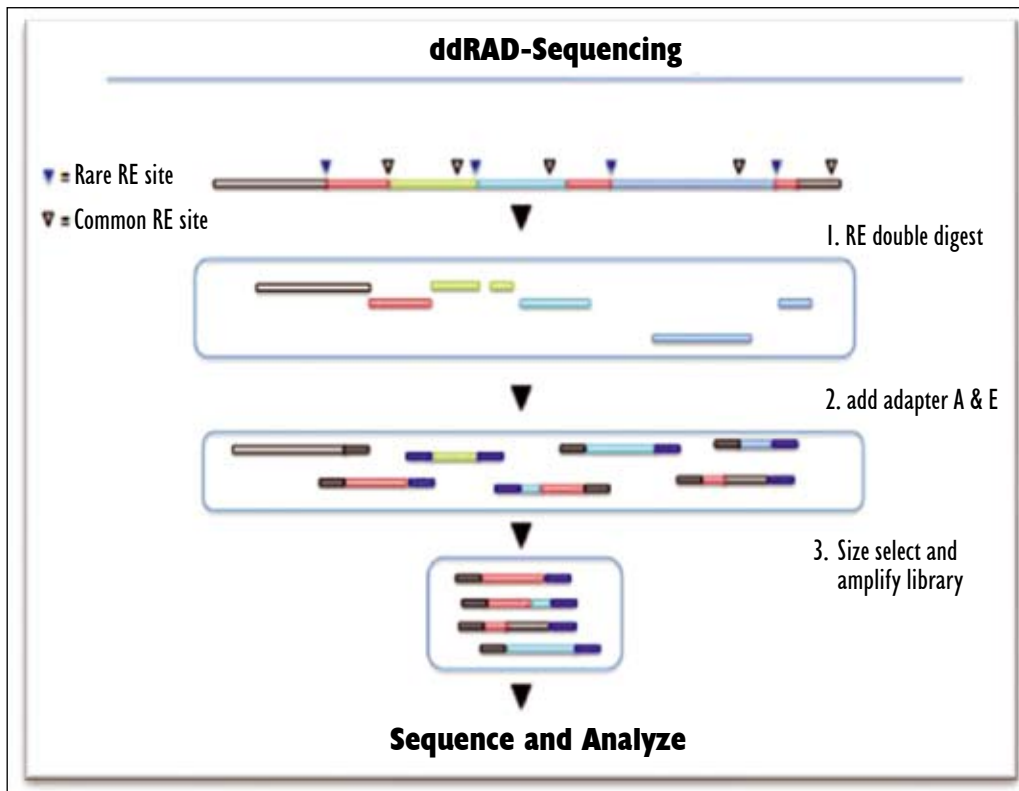 ddRAD-Sequencing
= Rare RE site
= Common RE site
1. RE double digest
2. add adapter A & E
3. Size select and
amplify library
Sequence and Analyze